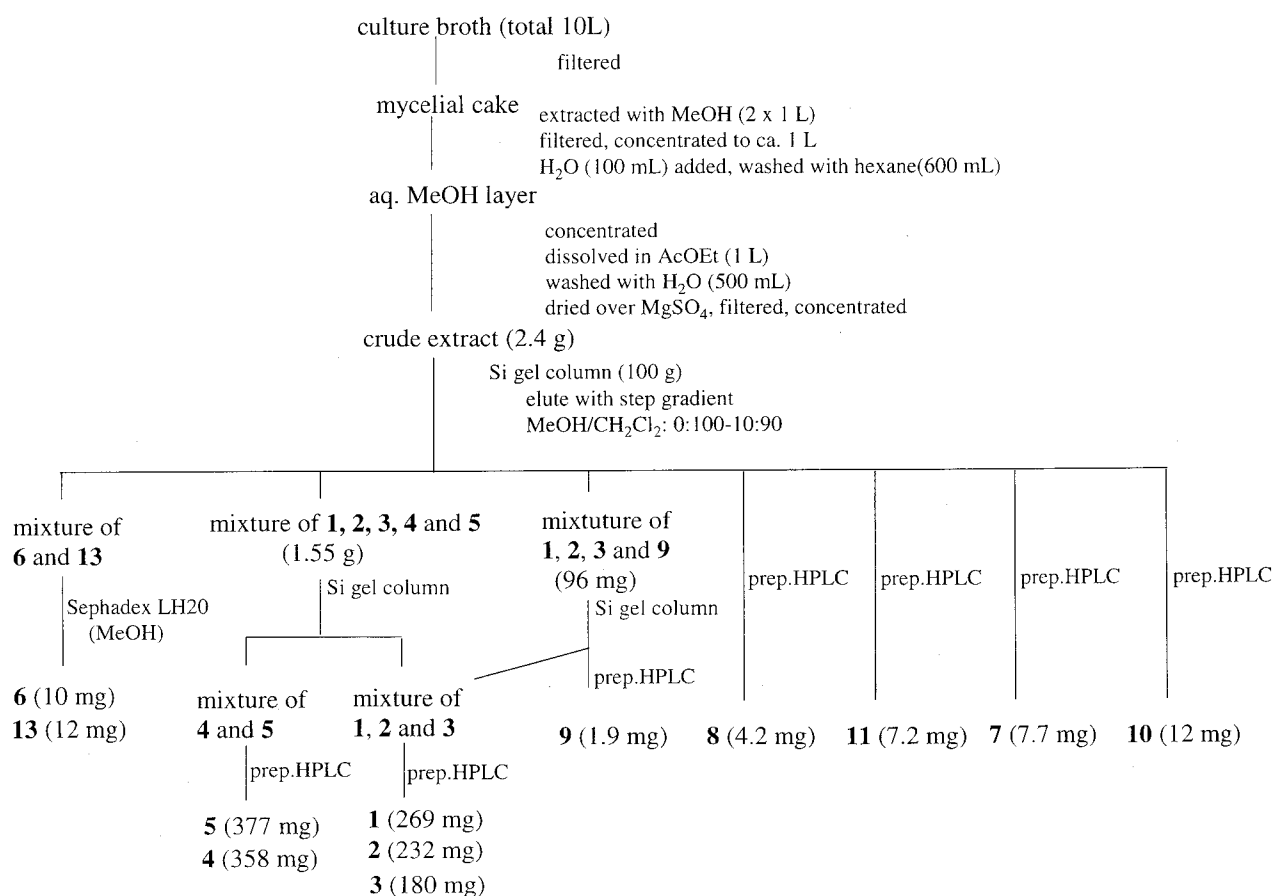 culture broth (total 10L)
filtered
mycelial cake
extracted with MeOH (2 x 1 L)
filtered, concentrated to ca. 1 L
H₂O (100 mL) added, washed with hexane(600 mL)
aq. MeOH layer
concentrated
dissolved in AcOEt (1 L)
washed with H₂O (500 mL)
dried over MgSO₄, filtered, concentrated
crude extract (2.4 g)
Si gel column (100 g)
elute with step gradient
MeOH/CH₂Cl₂: 0:100-10:90
mixture of
6 and 13
Sephadex LH20
(MeOH)
6 (10 mg)
13 (12 mg)
mixture of 1, 2, 3, 4 and 5
(1.55 g)
Si gel column
mixture of
4 and 5
prep.HPLC
5 (377 mg)
4 (358 mg)
mixture of
1, 2 and 3
prep.HPLC
1 (269 mg)
2 (232 mg)
3 (180 mg)
mixtuture of
1, 2, 3 and 9
(96 mg)
Si gel column
prep.HPLC
9 (1.9 mg)
prep.HPLC
8 (4.2 mg)
prep.HPLC
11 (7.2 mg)
prep.HPLC
7 (7.7 mg)
prep.HPLC
10 (12 mg)